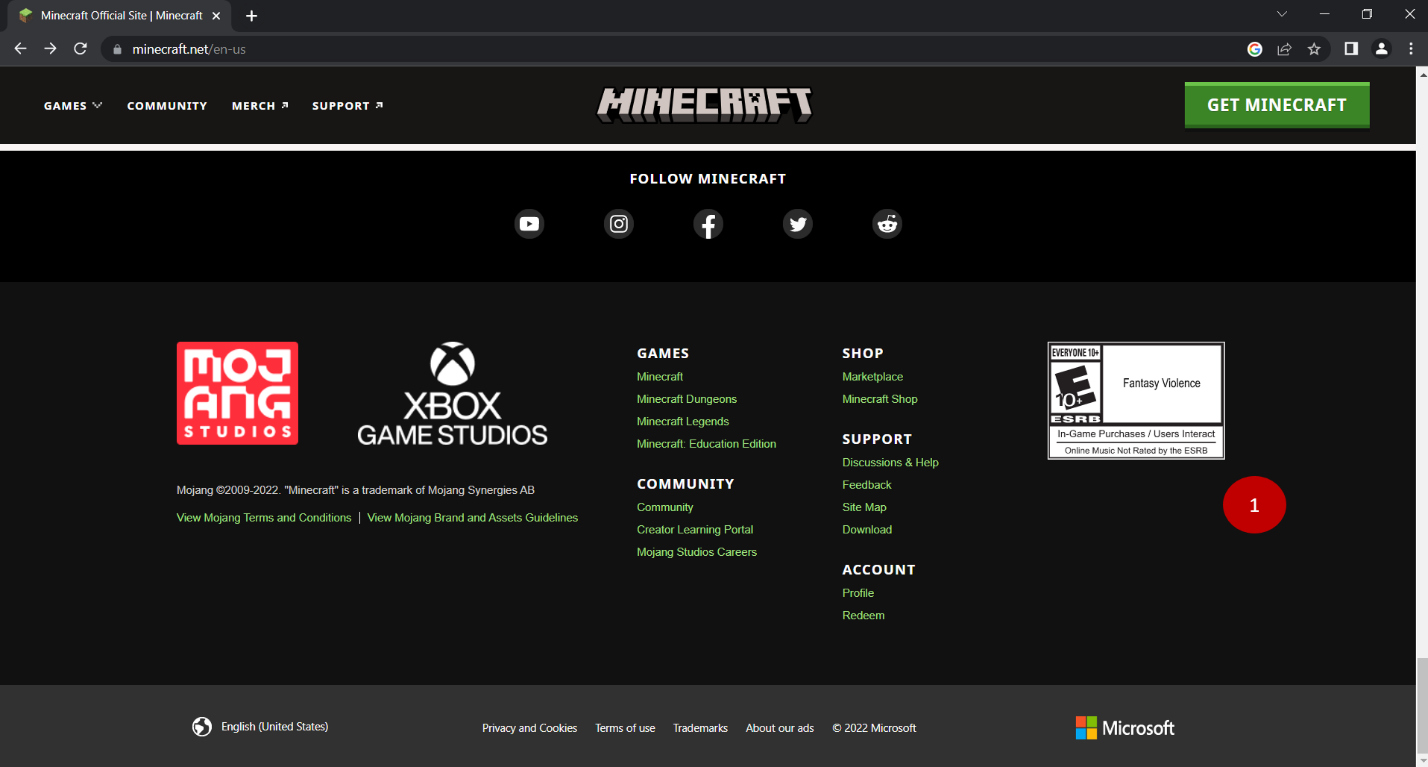 Minecraft Official Site | Minecraft
minecraft.net/en-us
GAMES COMMUNITY MERCH SUPPORT
MINECRAFT
GET MINECRAFT
FOLLOW MINECRAFT
MOJ
ANG
STUDIOS
XBOX
GAME STUDIOS
Mojang ©2009-2022. "Minecraft" is a trademark of Mojang Synergies AB
View Mojang Terms and Conditions | View Mojang Brand and Assets Guidelines
GAMES
Minecraft
Minecraft Dungeons
Minecraft Legends
Minecraft: Education Edition
COMMUNITY
Community
Creator Learning Portal
Mojang Studios Careers
SHOP
Marketplace
Minecraft Shop
SUPPORT
Discussions & Help
Feedback
Site Map
Download
ACCOUNT
Profile
Redeem
EVERYONE 10+
E
10+
ESRB
Fantasy Violence
In-Game Purchases / Users Interact
Online Music Not Rated by the ESRB
1
English (United States)
Privacy and Cookies Terms of use Trademarks About our ads © 2022 Microsoft
Microsoft